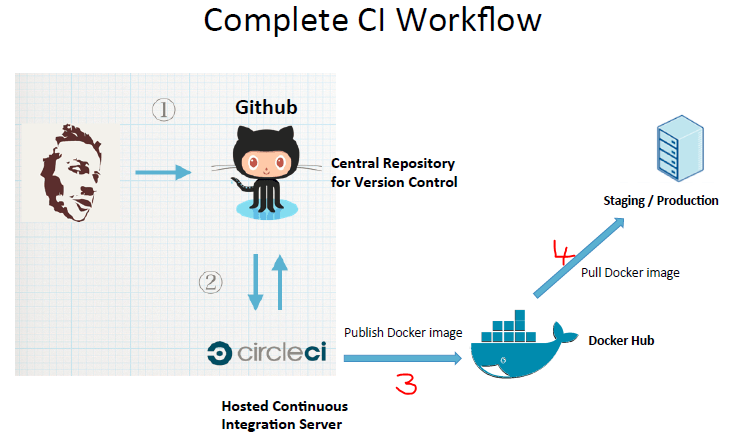 Complete CI Workflow
①
Github
Central Repository
for Version Control
Staging / Production
4
Pull Docker image
②
Publish Docker image
circleci
3
Docker Hub
Hosted Continuous
Integration Server